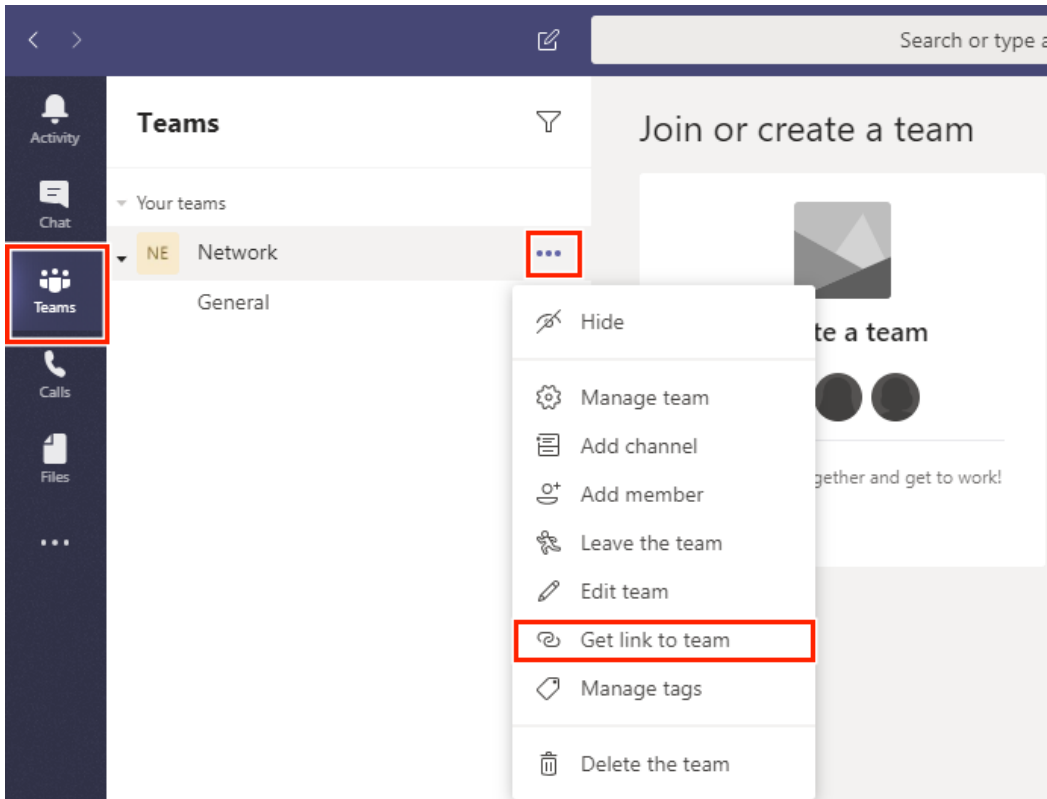 Search or type a
Activity
Chat
Teams
Calls
Files
Teams
Your teams
NE Network
General
Hide
Manage team
Add channel
Add member
Leave the team
Edit team
Get link to team
Manage tags
Delete the team
Join or create a team
te a team
gether and get to work!